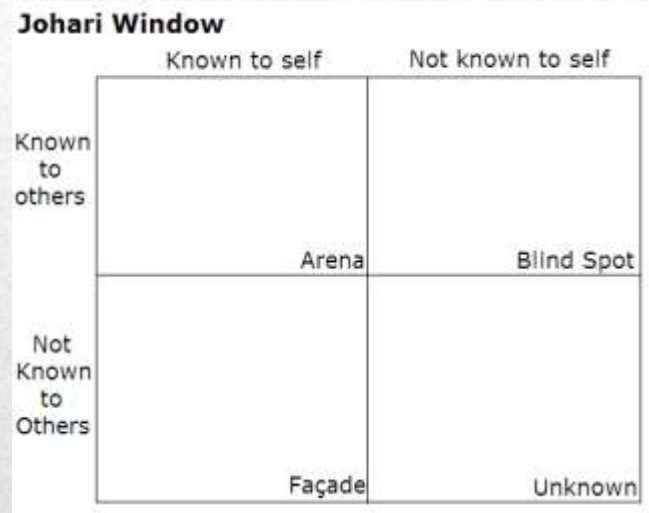 Johari Window
Known to self
Not known to self
Known
to
others
Arena
Blind Spot
Not
Known
to
Others
Façade
Unknown